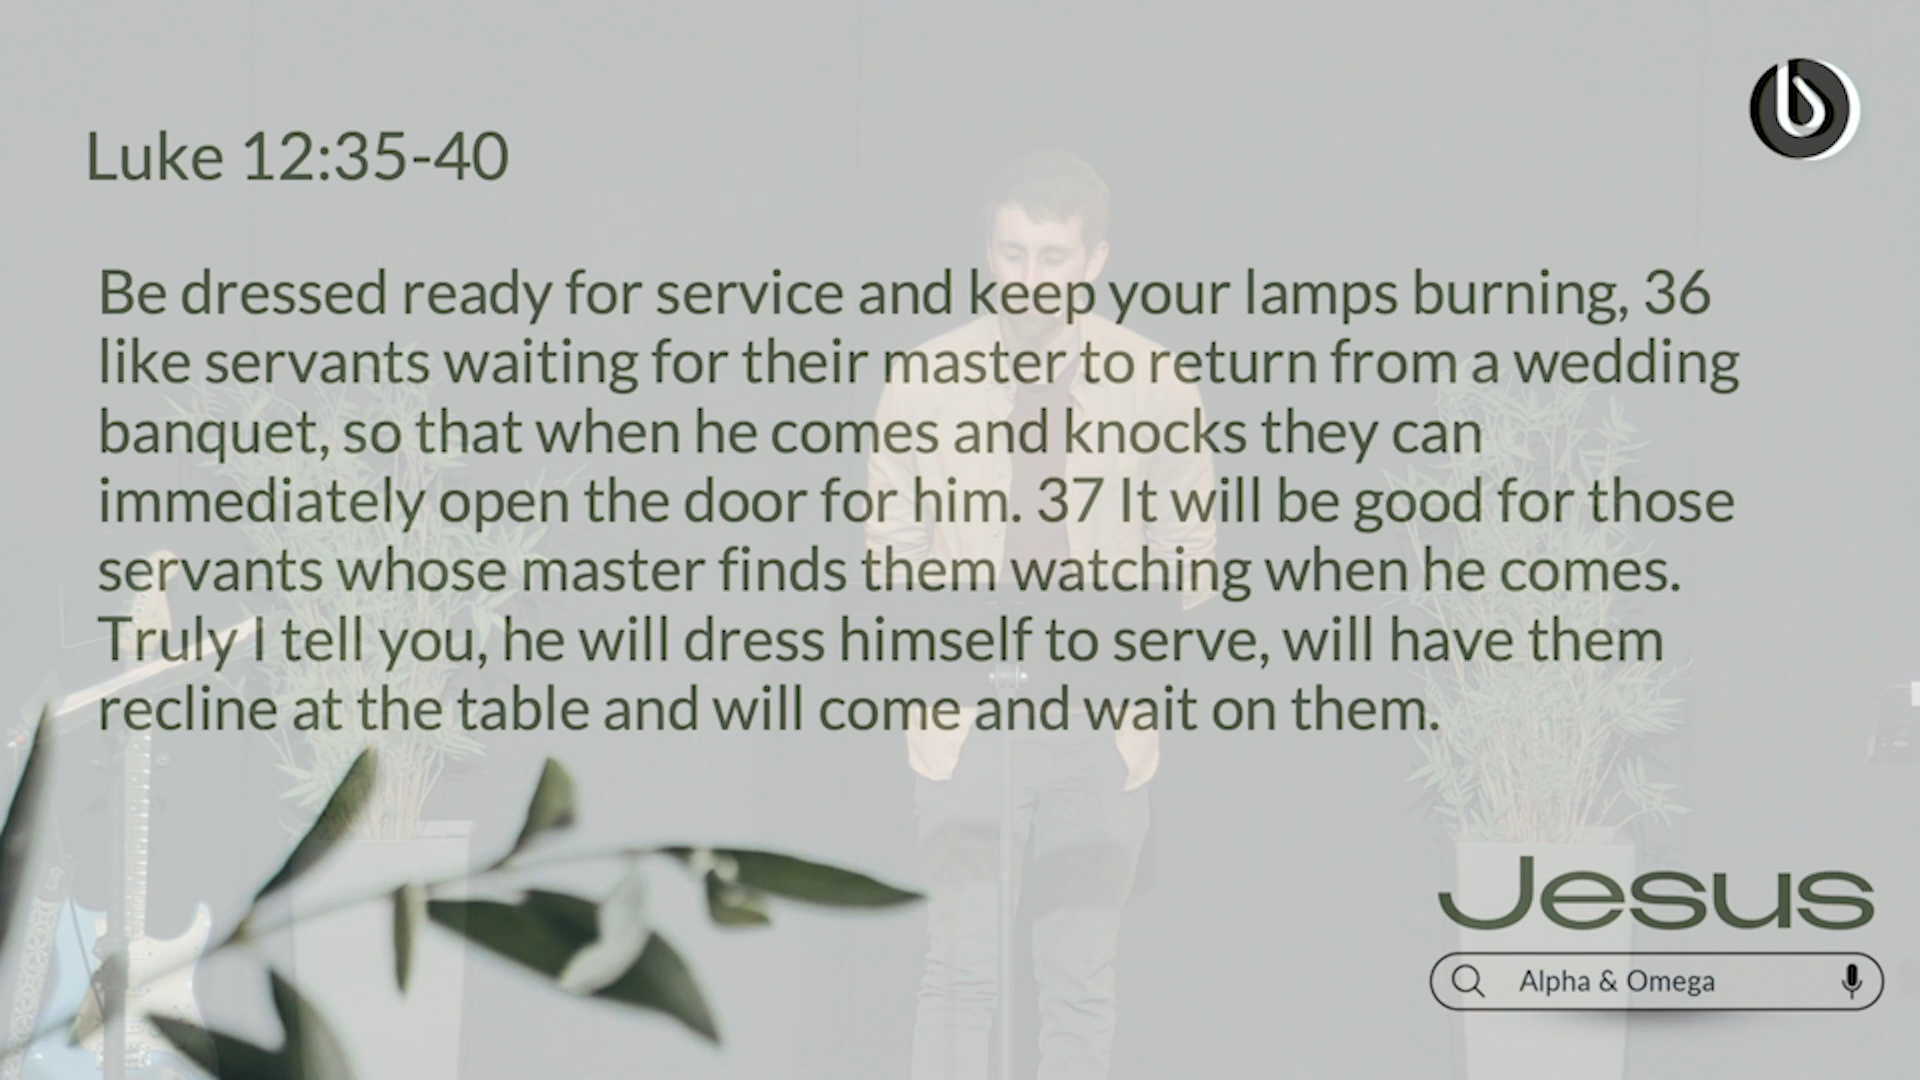 Luke 12:35-40
Be dressed ready for service and keep your lamps burning, 36
like servants waiting for their master to return from a wedding
banquet, so that when he comes and knocks they can
immediately open the door for him. 37 It will be good for those
servants whose master finds them watching when he comes.
Truly I tell you, he will dress himself to serve, will have them
recline at the table and will come and wait on them.
Jesus
Alpha & Omega